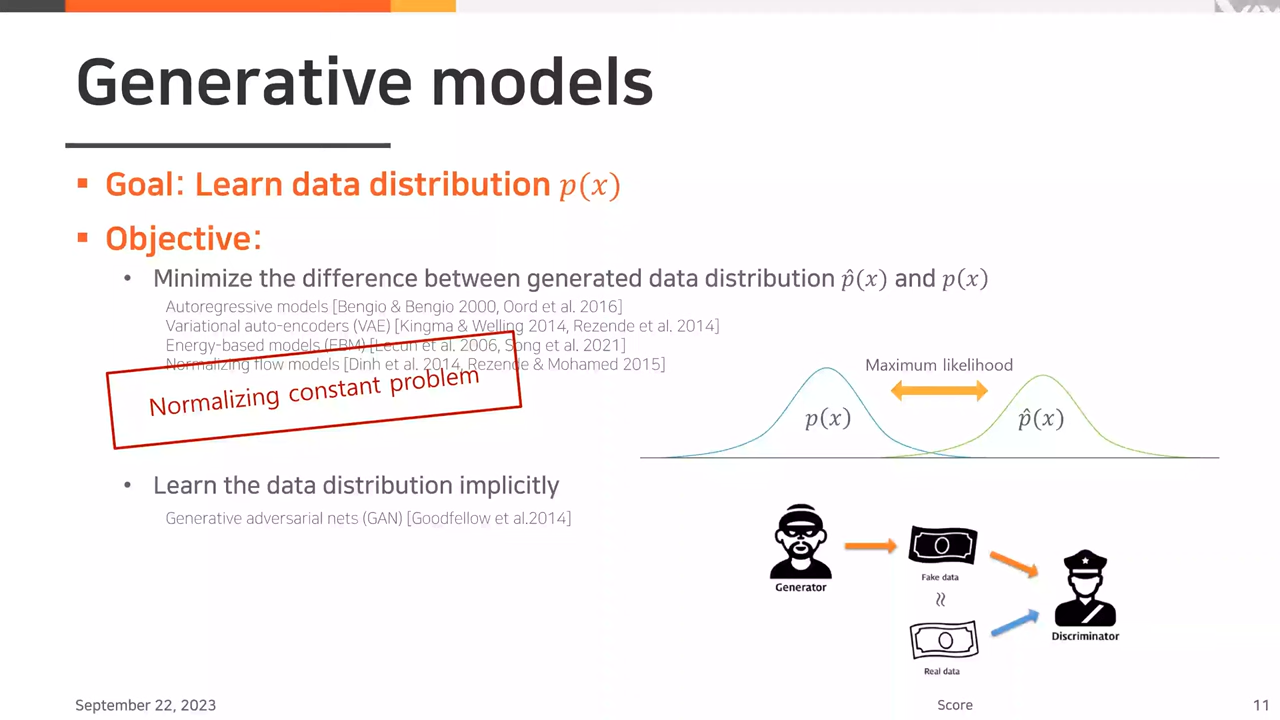 Generative models
▪ Goal: Learn data distribution p(x)
▪ Objective:
• Minimize the difference between generated data distribution p̂(x) and p(x)
Autoregressive models [Bengio & Bengio 2000, Oord et al. 2016]
Variational auto-encoders (VAE) [Kingma & Welling 2014, Rezende et al. 2014]
Energy-based models (EBM) [Lecun et al. 2006, Song et al. 2021]
Normalizing flow models [Dinh et al. 2014, Rezende & Mohamed 2015]
Normalizing constant problem
Maximum likelihood
p(x)
p̂(x)
• Learn the data distribution implicitly
Generative adversarial nets (GAN) [Goodfellow et al.2014]
Generator
Fake data
≈
Real data
Discriminator
September 22, 2023
Score
11